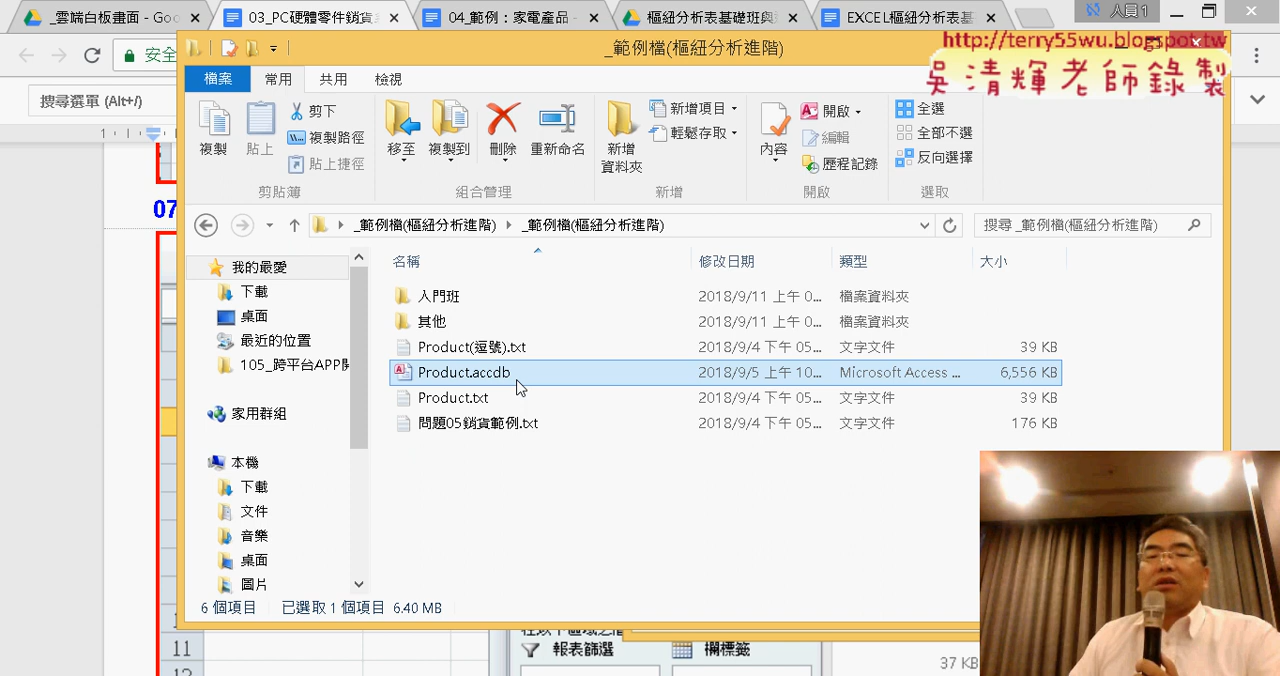 _雲端白板畫面 - Goo
03_PC硬體零件銷貨
04_範例：家電產品 -
樞紐分析表基礎班與
EXCEL樞紐分析表基
人員1
http://terry55wu.blogspot.tw
吳清輝老師錄製
安全
搜尋選單 (Alt+/)
_範例檔(樞紐分析進階)
檔案
常用
共用
檢視
複製
貼上
剪下
複製路徑
貼上捷徑
剪貼簿
移至
複製到
刪除
重新命名
組合管理
新增
資料夾
新增項目
輕鬆存取
新增
內容
開啟
編輯
歷程記錄
開啟
全選
全部不選
反向選擇
選取
_範例檔(樞紐分析進階)
_範例檔(樞紐分析進階)
搜尋 _範例檔(樞紐分析進階)
我的最愛
下載
桌面
最近的位置
105_跨平台APP開
家用群組
本機
下載
文件
音樂
桌面
圖片
名稱 修改日期 類型 大小
入門班 2018/9/11 上午 0... 檔案資料夾
其他 2018/9/11 上午 0... 檔案資料夾
Product(逗號).txt 2018/9/4 下午 05... 文字文件 39 KB
Product.accdb 2018/9/5 上午 10... Microsoft Access ... 6,556 KB
Product.txt 2018/9/4 下午 05... 文字文件 39 KB
問題05銷貨範例.txt 2018/9/4 下午 05... 文字文件 176 KB
6 個項目 已選取 1 個項目 6.40 MB
1
07
11
12
報表篩選
欄標籤
37 KB